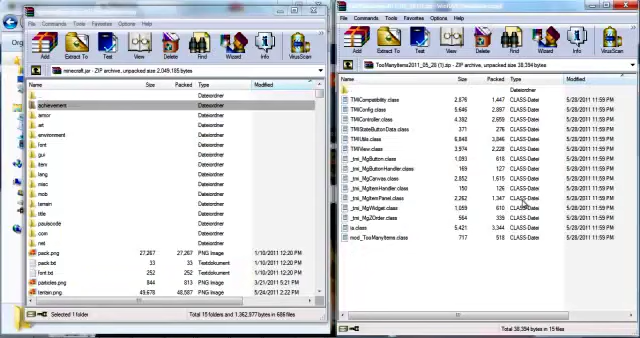 File Commands Tools Favorites Options Help
Add Extract To Test View Delete Find Wizard Info VirusScan
minecraft.jar - ZIP archive, unpacked size 2,049,185 bytes
Name Size Packed Type Modified
.. Dateiordner
achievement Dateiordner
armor Dateiordner
art Dateiordner
environment Dateiordner
font Dateiordner
gui Dateiordner
item Dateiordner
lang Dateiordner
misc Dateiordner
mob Dateiordner
terrain Dateiordner
title Dateiordner
paulscode Dateiordner
com Dateiordner
net Dateiordner
pack.png 27,267 27,267 PNG Image 1/10/2011 12:20 PM
pack.txt 33 33 Textdokument 1/10/2011 12:20 PM
font.txt 252 252 Textdokument 1/10/2011 12:20 PM
particles.png 844 813 PNG Image 3/21/2011 5:21 PM
terrain.png 49,678 48,587 PNG Image 5/24/2011 2:22 PM
Selected 1 folder Total 15 folders and 1,362,977 bytes in 686 files
File Commands Tools Favorites Options Help
Add Extract To Test View Delete Find Wizard Info VirusScan
TooManyItems2011_05_28 (1).zip - ZIP archive, unpacked size 38,394 bytes
Name Size Packed Type Modified
.. Dateiordner
TMICompatibility.class 2,876 1,447 CLASS-Datei 5/28/2011 11:59 PM
TMIConfig.class 5,646 2,897 CLASS-Datei 5/28/2011 11:59 PM
TMIController.class 4,382 2,659 CLASS-Datei 5/28/2011 11:59 PM
TMIStateButtonData.class 371 276 CLASS-Datei 5/28/2011 11:59 PM
TMIUtils.class 6,848 3,846 CLASS-Datei 5/28/2011 11:59 PM
TMIView.class 3,974 2,228 CLASS-Datei 5/28/2011 11:59 PM
_tmi_MgButton.class 1,093 618 CLASS-Datei 5/28/2011 11:59 PM
_tmi_MgButtonHandler.class 169 127 CLASS-Datei 5/28/2011 11:59 PM
_tmi_MgCanvas.class 2,852 1,615 CLASS-Datei 5/28/2011 11:59 PM
_tmi_MgItemHandler.class 150 126 CLASS-Datei 5/28/2011 11:59 PM
_tmi_MgItemPanel.class 2,262 1,347 CLASS-Datei 5/28/2011 11:59 PM
_tmi_MgWidget.class 1,059 610 CLASS-Datei 5/28/2011 11:59 PM
_tmi_MgZOrder.class 564 339 CLASS-Datei 5/28/2011 11:59 PM
ia.class 5,421 3,344 CLASS-Datei 5/28/2011 11:59 PM
mod_TooManyItems.class 717 518 CLASS-Datei 5/28/2011 11:59 PM
Total 38,394 bytes in 15 files